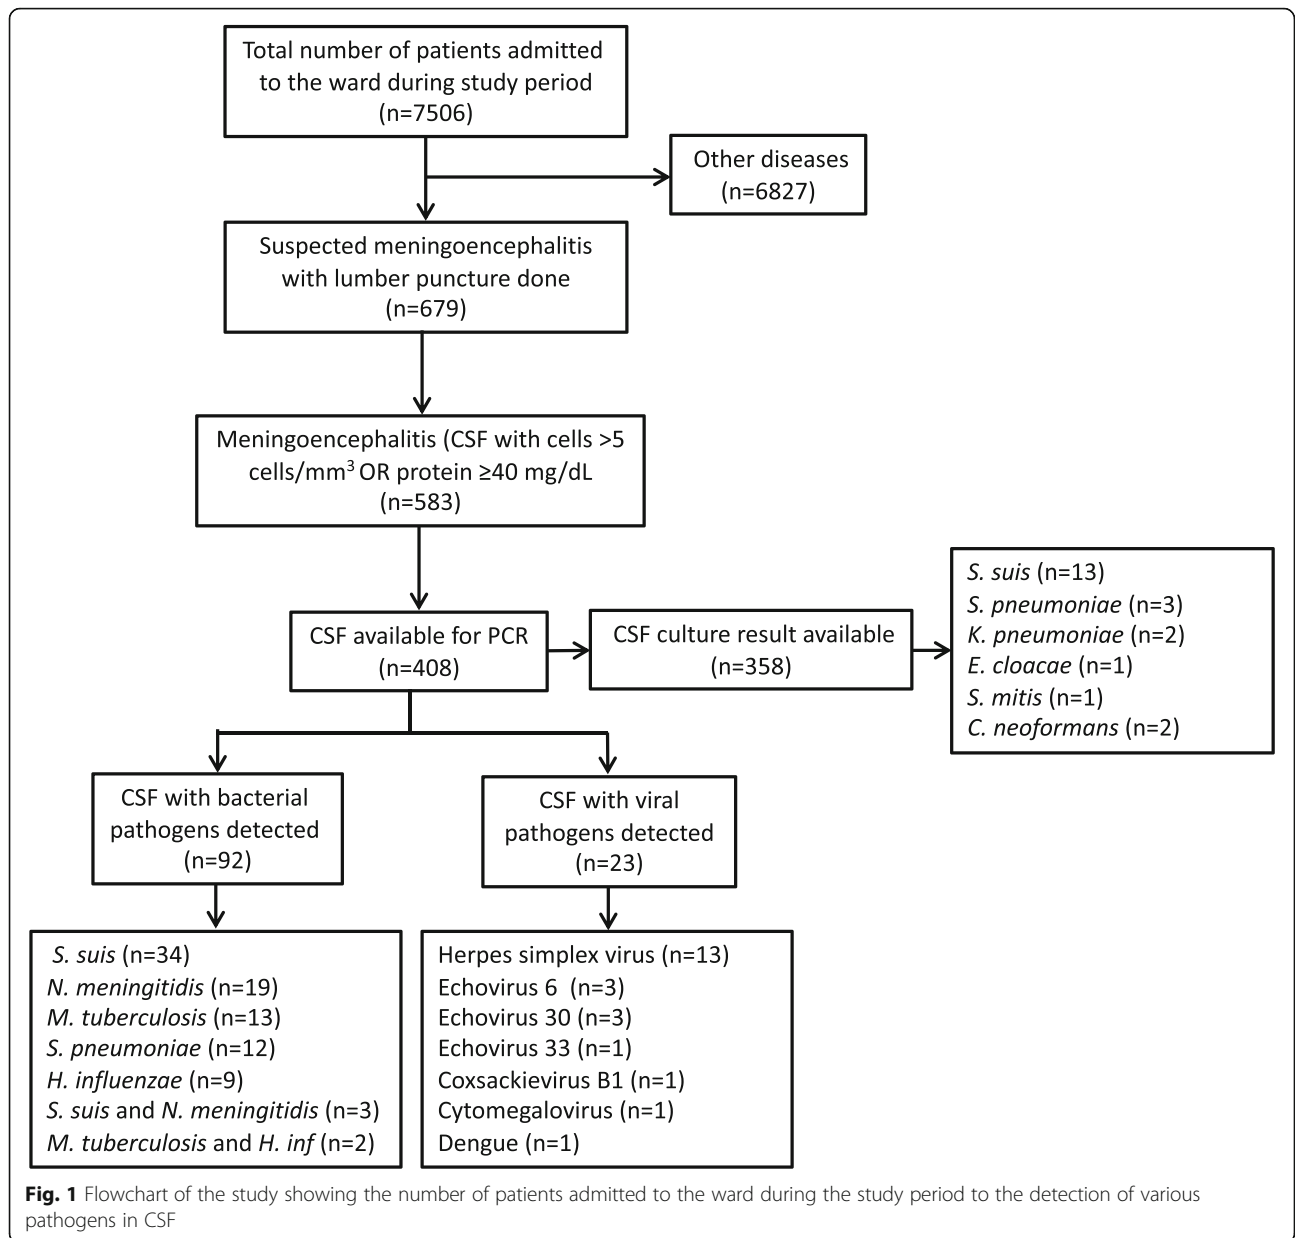 Total number of patients admitted
to the ward during study period
(n=7506)
Other diseases
(n=6827)
Suspected meningoencephalitis
with lumber puncture done
(n=679)
Meningoencephalitis (CSF with cells >5
cells/mm³ OR protein ≥40 mg/dL
(n=583)
CSF available for PCR
(n=408)
CSF culture result available
(n=358)
S. suis (n=13)
S. pneumoniae (n=3)
K. pneumoniae (n=2)
E. cloacae (n=1)
S. mitis (n=1)
C. neoformans (n=2)
CSF with bacterial
pathogens detected
(n=92)
CSF with viral
pathogens detected
(n=23)
S. suis (n=34)
N. meningitidis (n=19)
M. tuberculosis (n=13)
S. pneumoniae (n=12)
H. influenzae (n=9)
S. suis and N. meningitidis (n=3)
M. tuberculosis and H. inf (n=2)
Herpes simplex virus (n=13)
Echovirus 6 (n=3)
Echovirus 30 (n=3)
Echovirus 33 (n=1)
Coxsackievirus B1 (n=1)
Cytomegalovirus (n=1)
Dengue (n=1)
Fig. 1 Flowchart of the study showing the number of patients admitted to the ward during the study period to the detection of various
pathogens in CSF